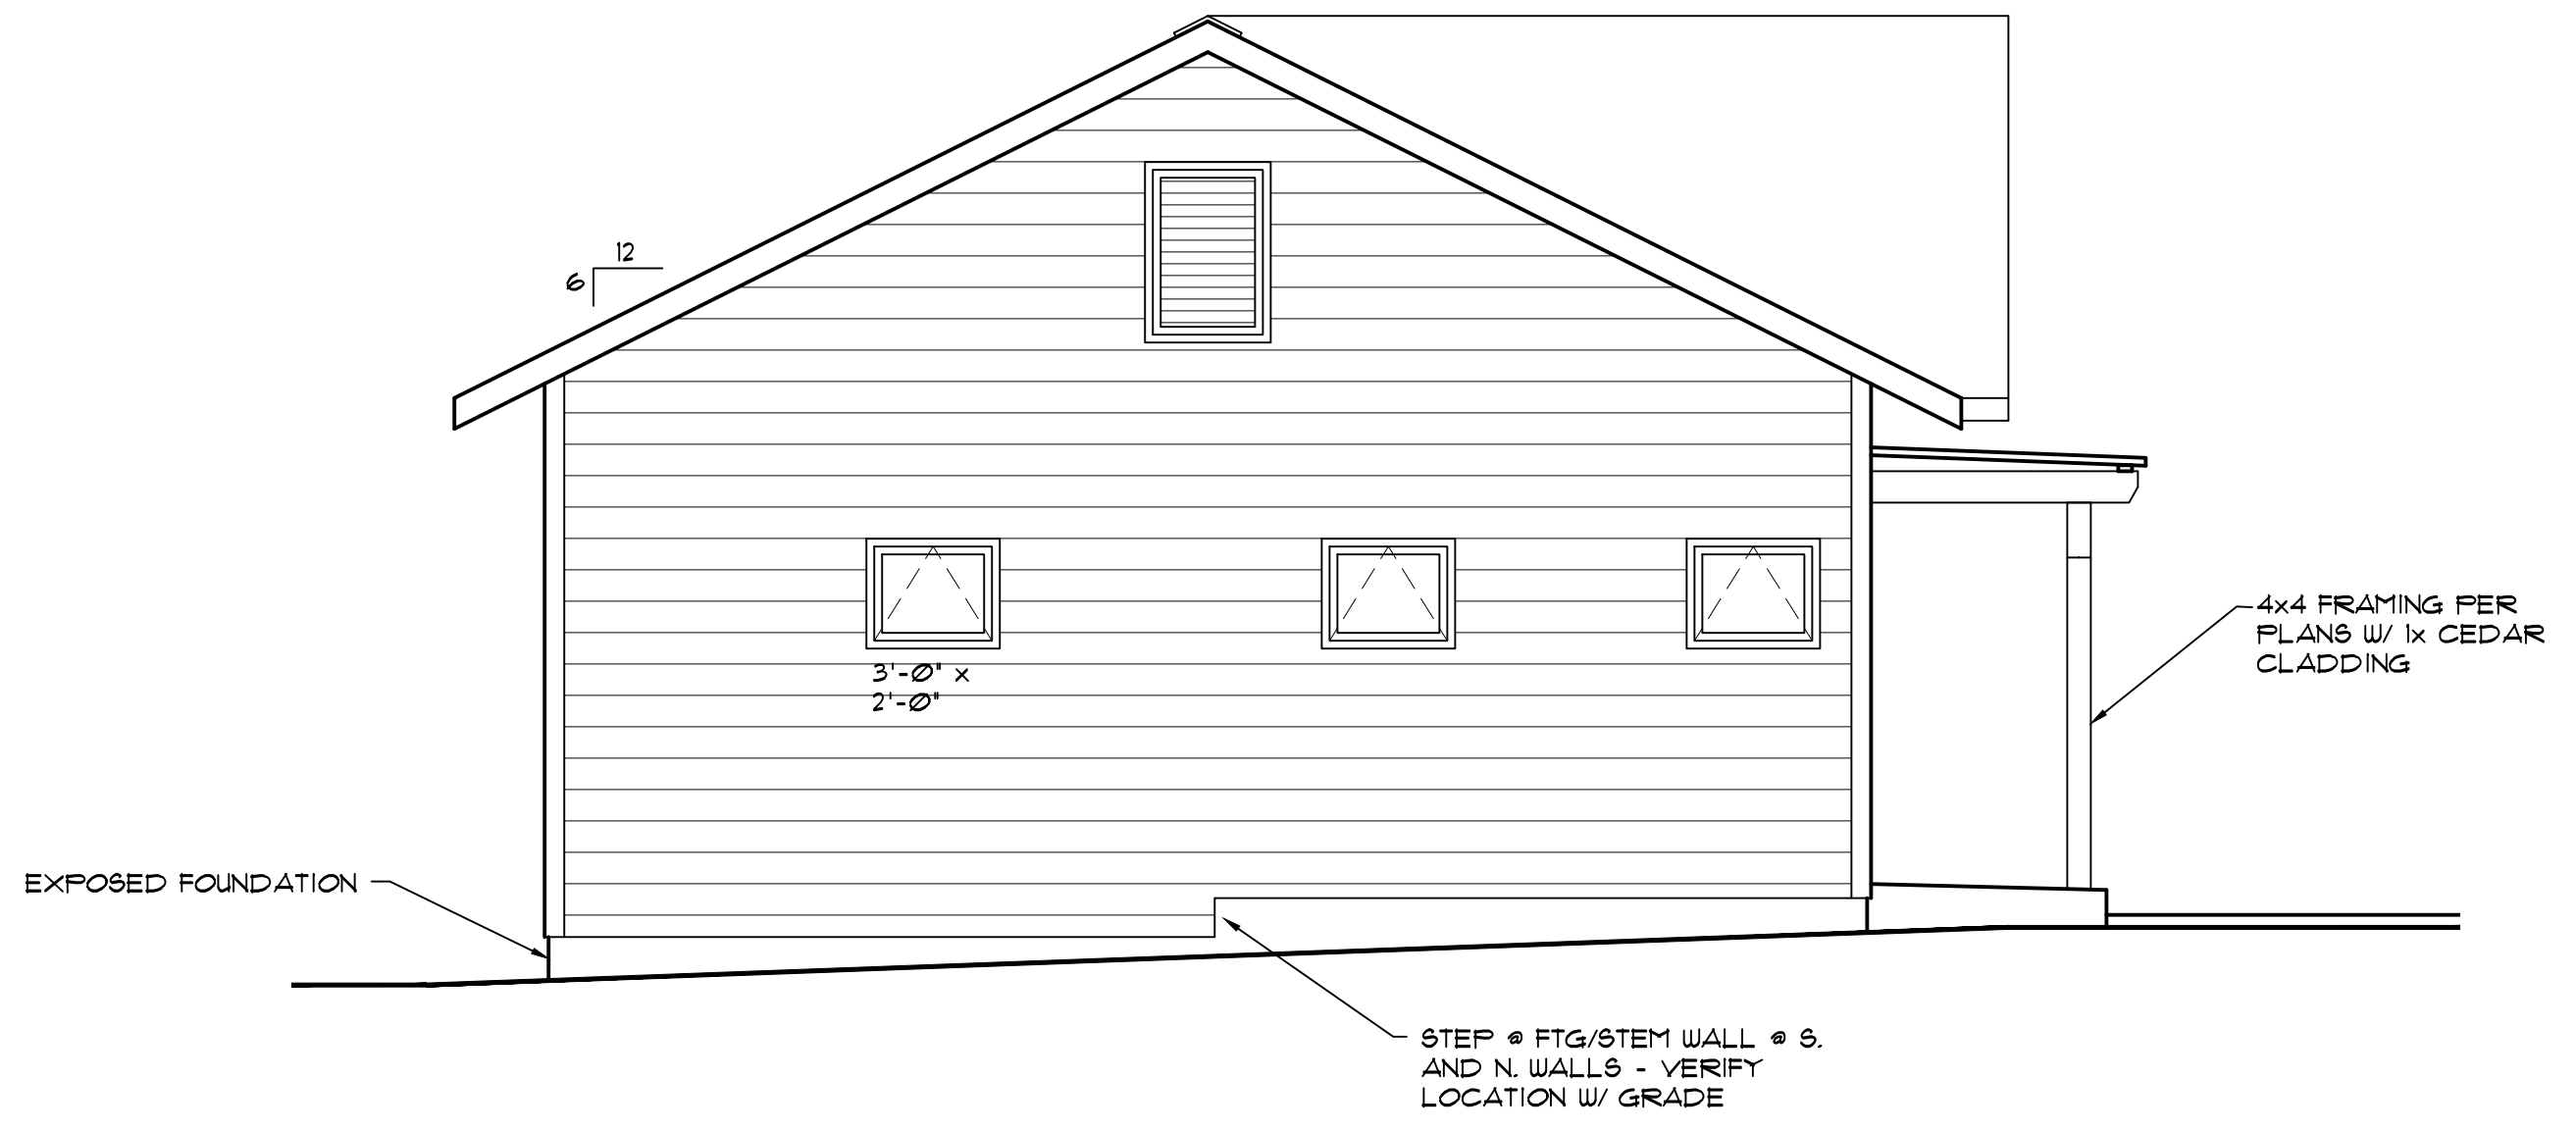 12
6
3'-0" x
2'-0"
4x4 FRAMING PER
PLANS W/ 1x CEDAR
CLADDING
EXPOSED FOUNDATION
STEP @ FTG/STEM WALL @ S.
AND N. WALLS - VERIFY
LOCATION W/ GRADE